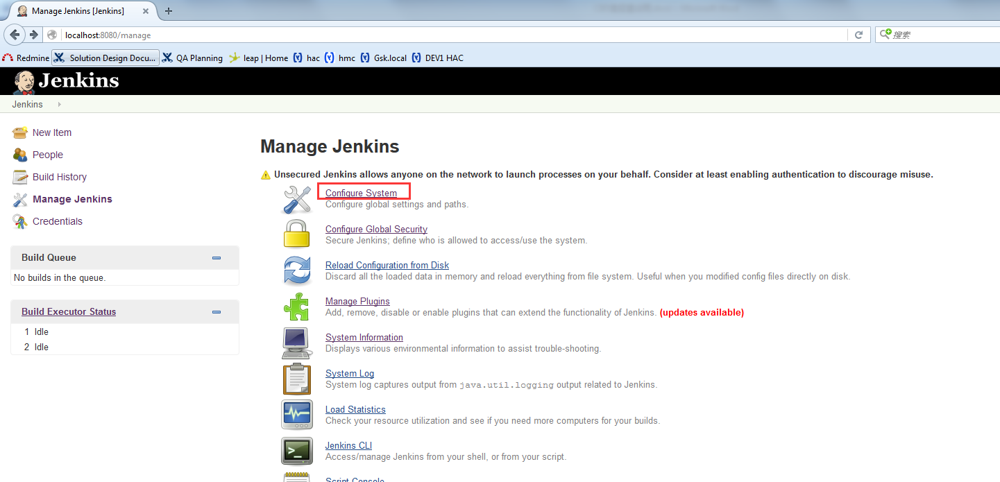 Manage Jenkins [Jenkins]
localhost:8080/manage
搜索
Redmine Solution Design Docu... QA Planning leap | Home hac hmc Gsk.local DEV1 HAC
Jenkins
Jenkins
New Item
People
Build History
Manage Jenkins
Credentials
Build Queue
No builds in the queue.
Build Executor Status
1 Idle
2 Idle
Manage Jenkins
Unsecured Jenkins allows anyone on the network to launch processes on your behalf. Consider at least enabling authentication to discourage misuse.
Configure System
Configure global settings and paths.
Configure Global Security
Secure Jenkins; define who is allowed to access/use the system.
Reload Configuration from Disk
Discard all the loaded data in memory and reload everything from file system. Useful when you modified config files directly on disk.
Manage Plugins
Add, remove, disable or enable plugins that can extend the functionality of Jenkins. (updates available)
System Information
Displays various environmental information to assist trouble-shooting.
System Log
System log captures output from java.util.logging output related to Jenkins.
Load Statistics
Check your resource utilization and see if you need more computers for your builds.
Jenkins CLI
Access/manage Jenkins from your shell, or from your script.
Script Console